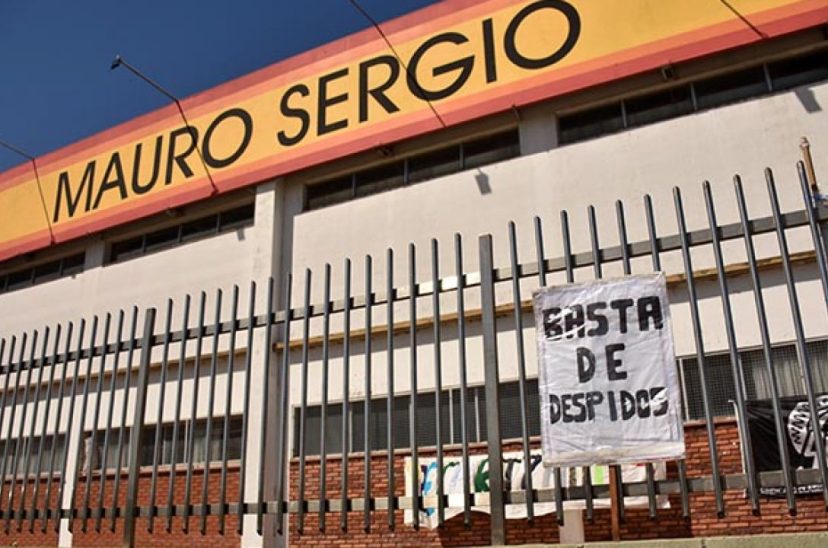 MAURO SERGIO
BASTA
DE
DESPIDOS